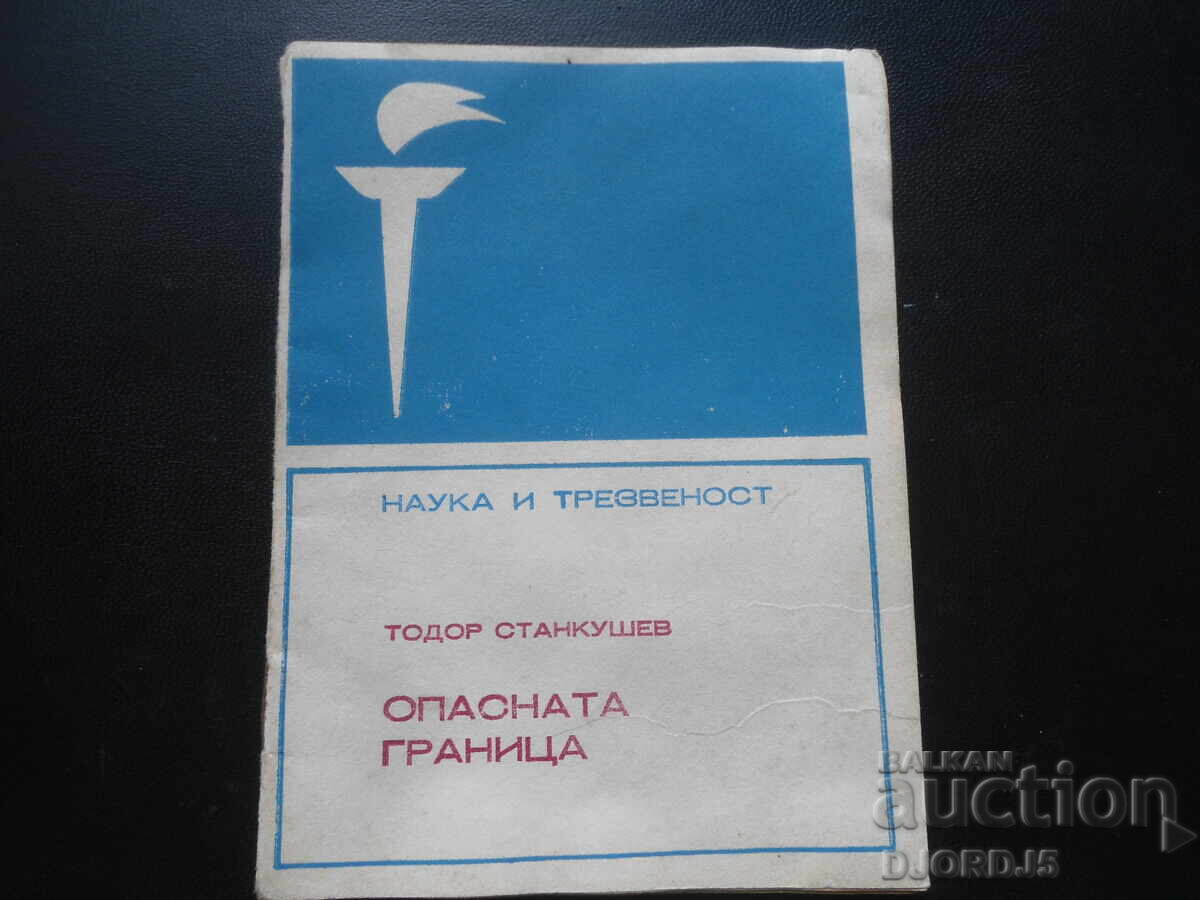 НАУКА И ТРЕЗВЕНОСТ
ТОДОР СТАНКУШЕВ
ОПАСНАТА
ГРАНИЦА
BALKAN
auction
DJORDJ5